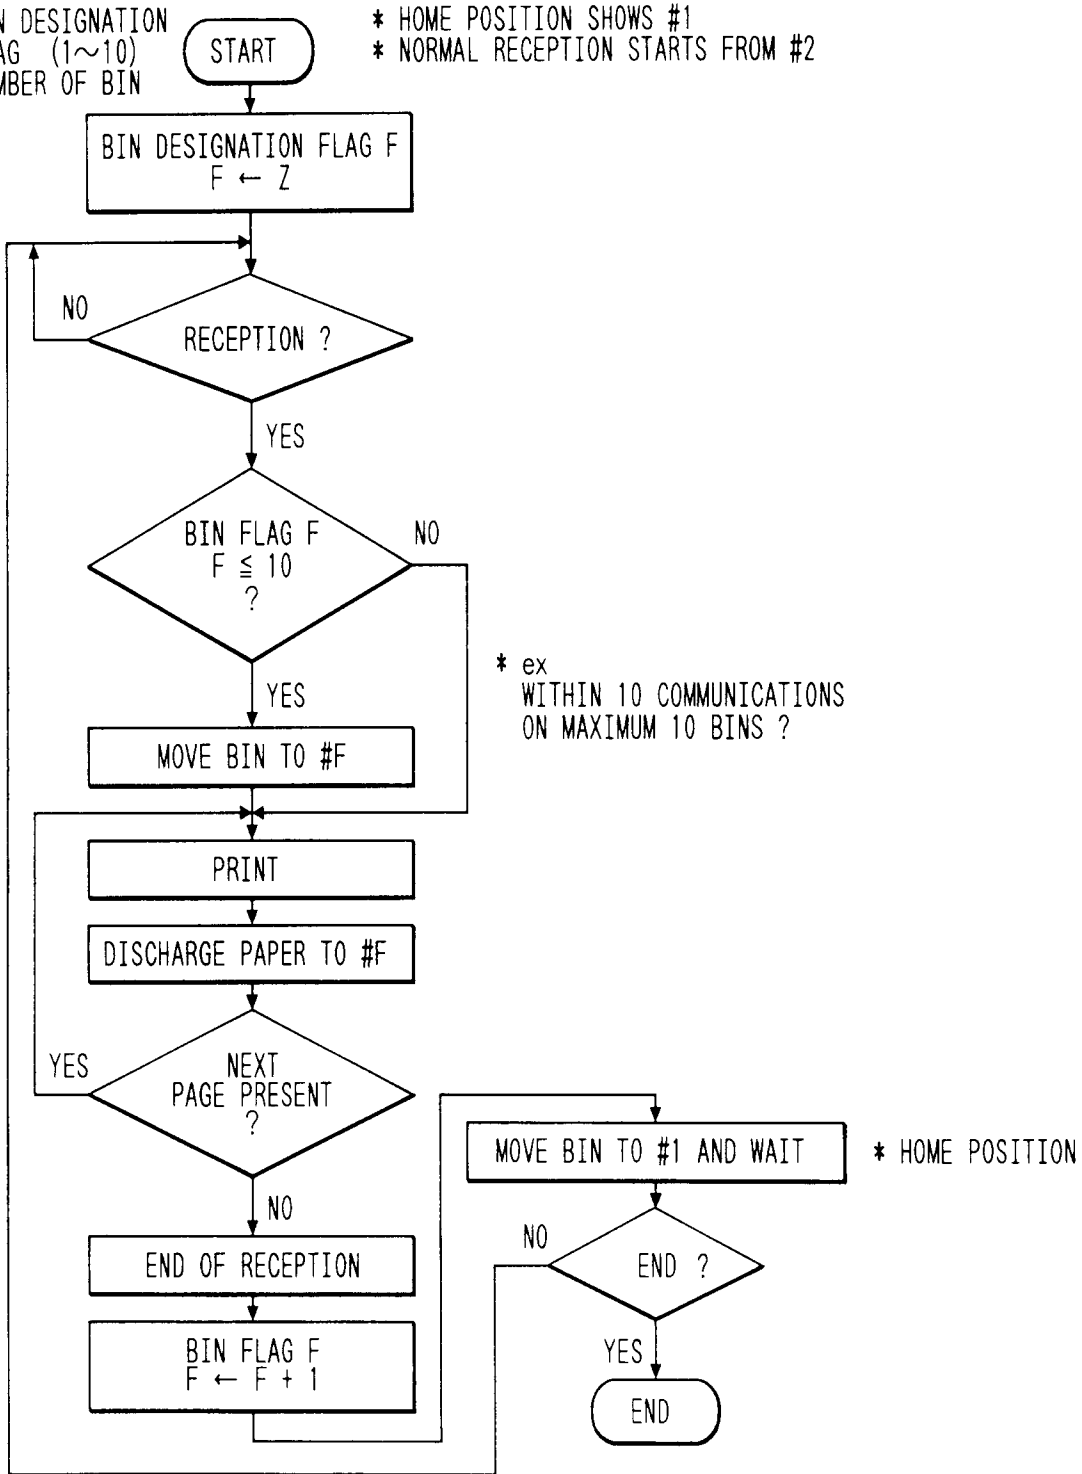 DESIGNATION
(1~10)
OF BIN
START
* HOME POSITION SHOWS #1
* NORMAL RECEPTION STARTS FROM #2
BIN DESIGNATION FLAG F
F ← Z
NO
RECEPTION ?
YES
BIN FLAG F
F ≦ 10
?
NO
YES
* ex
WITHIN 10 COMMUNICATIONS
ON MAXIMUM 10 BINS ?
MOVE BIN TO #F
PRINT
DISCHARGE PAPER TO #F
YES
NEXT
PAGE PRESENT
?
NO
END OF RECEPTION
BIN FLAG F
F ← F + 1
MOVE BIN TO #1 AND WAIT
* HOME POSITION
NO
END ?
YES
END